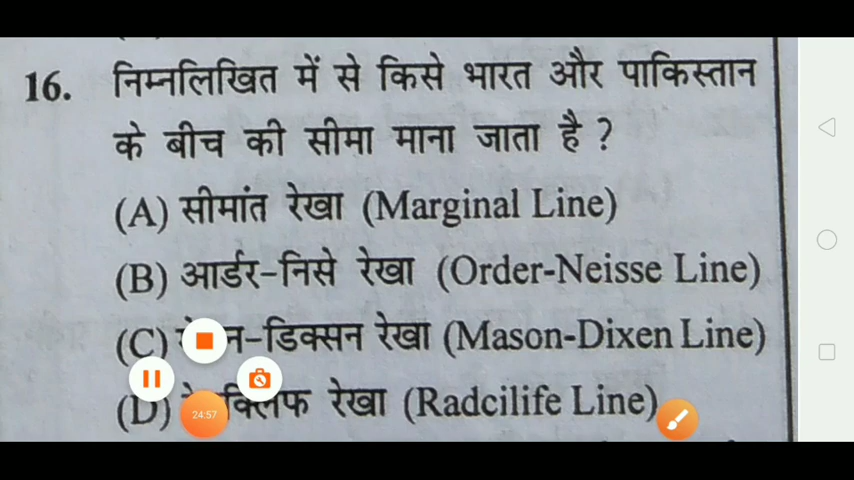 16. निम्नलिखित में से किसे भारत और पाकिस्तान
के बीच की सीमा माना जाता है ?
(A) सीमांत रेखा (Marginal Line)
(B) आर्डर-निसे रेखा (Order-Neisse Line)
(C) न-डिक्सन रेखा (Mason-Dixen Line)
(D) क्लिफ रेखा (Radcilife Line)
24:57